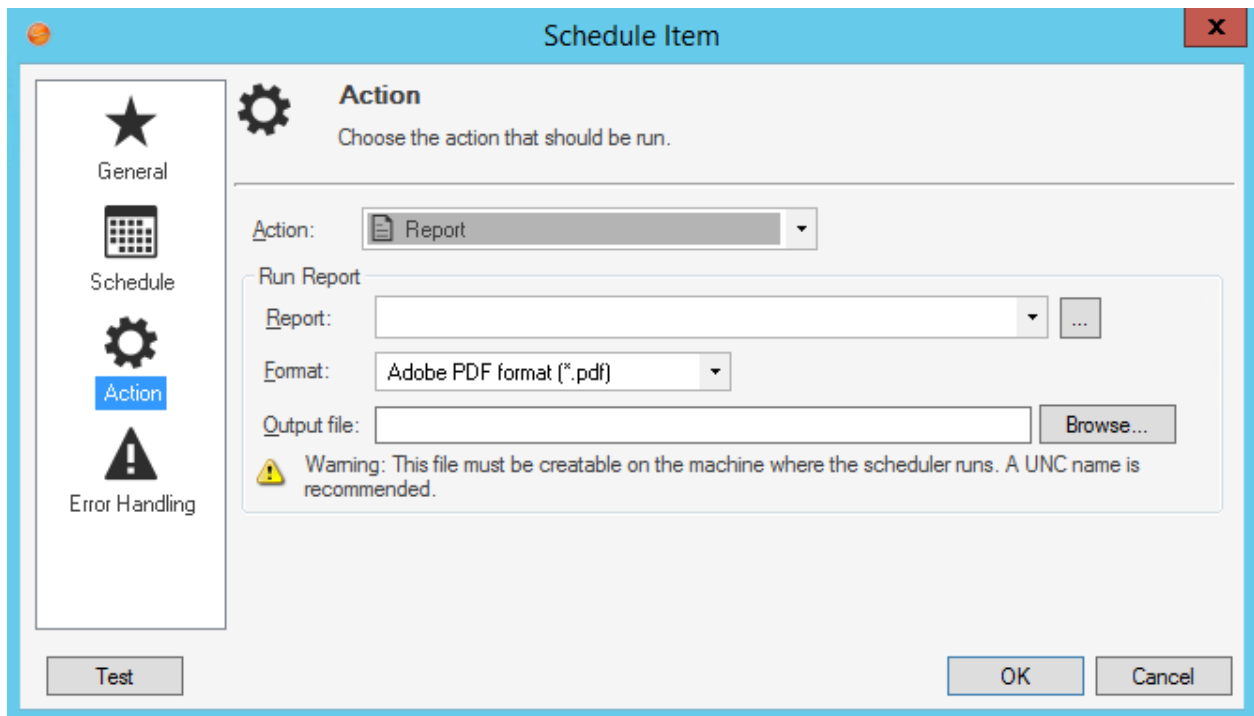 Schedule Item
x
General
Schedule
Action
Error Handling
Action
Choose the action that should be run.
Action: Report
Run Report
Report: ...
Format: Adobe PDF format (*.pdf)
Output file: Browse...
Warning: This file must be creatable on the machine where the scheduler runs. A UNC name is
recommended.
Test
OK
Cancel